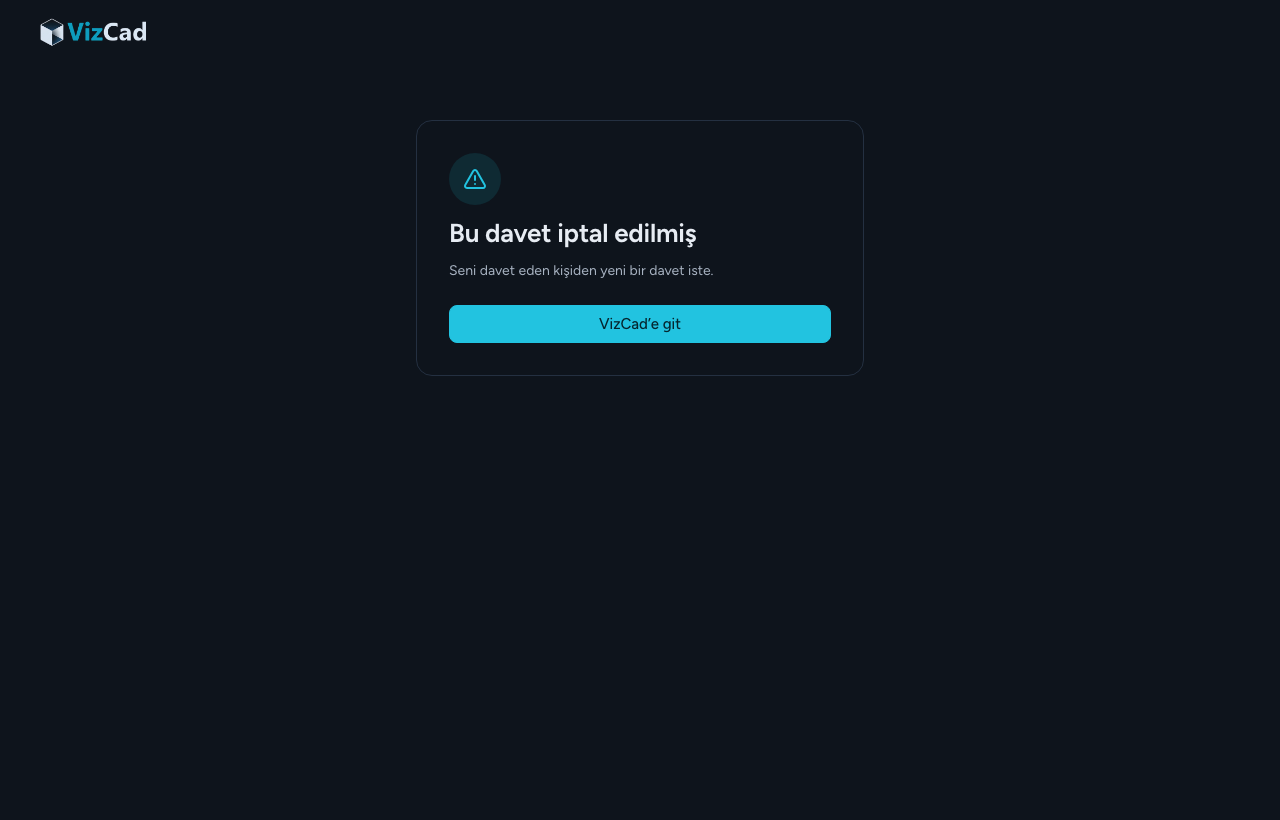 VizCad
Bu davet iptal edilmiş
Seni davet eden kişiden yeni bir davet iste.
VizCad’e git